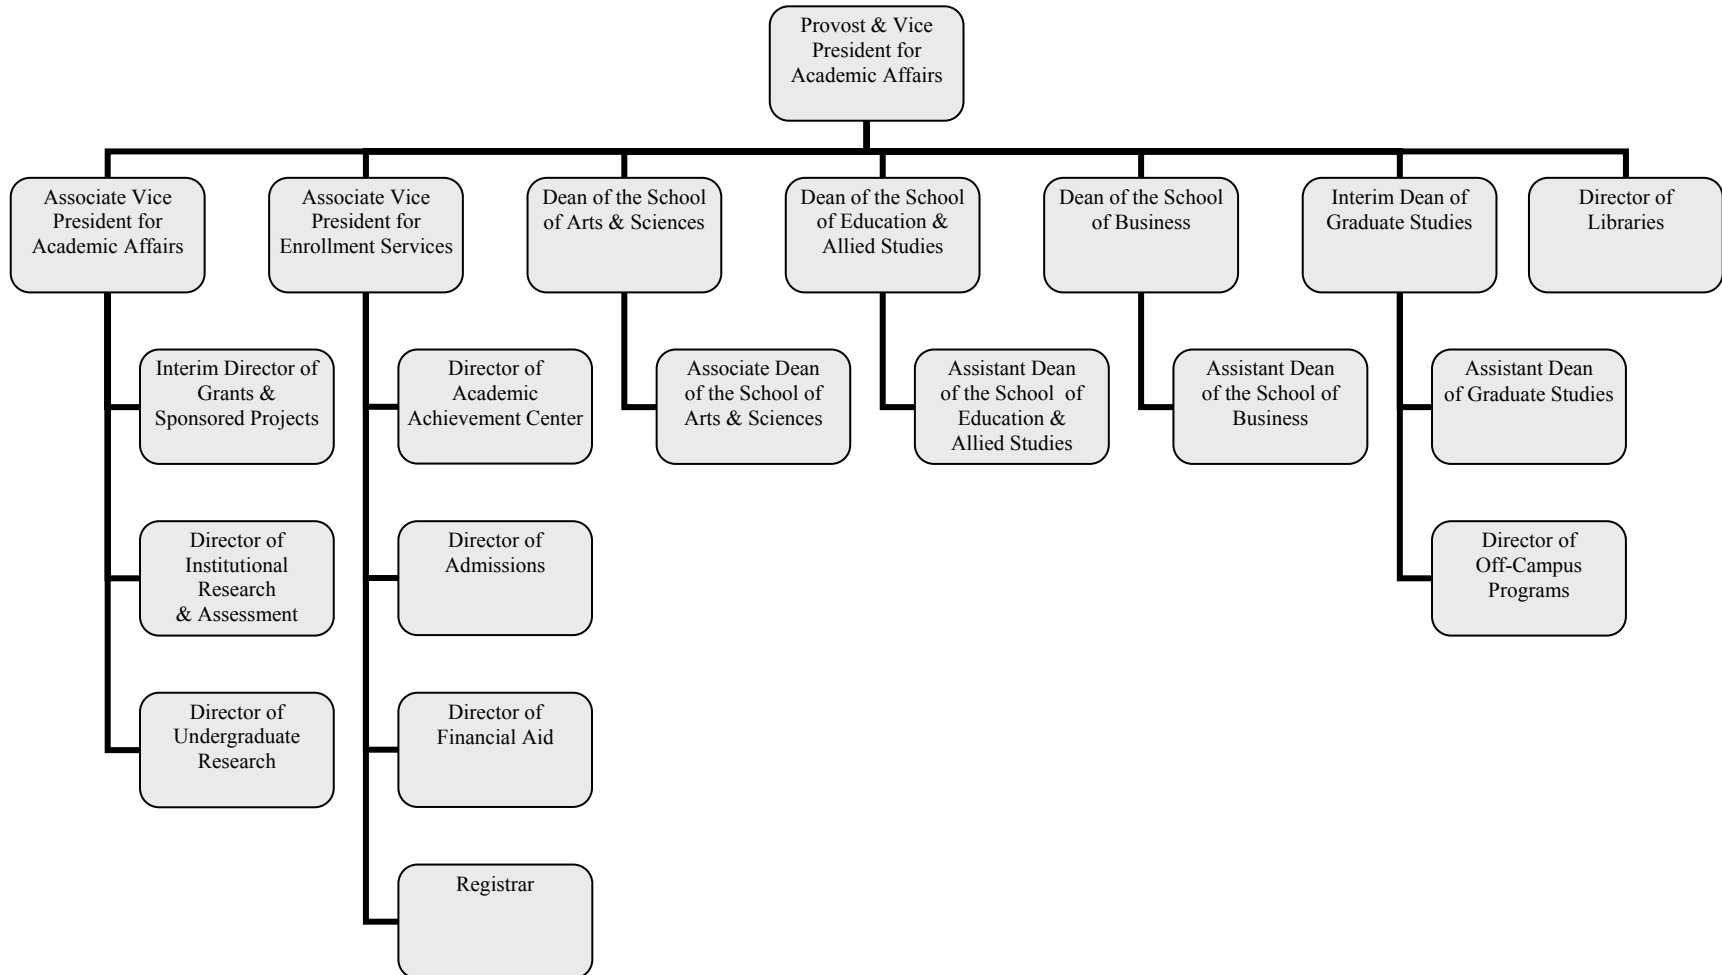 Provost & Vice
President for
Academic Affairs
Associate Vice
President for
Academic Affairs
Associate Vice
President for
Enrollment Services
Dean of the School
of Arts & Sciences
Dean of the School
of Education &
Allied Studies
Dean of the School
of Business
Interim Dean of
Graduate Studies
Director of
Libraries
Interim Director of
Grants &
Sponsored Projects
Director of
Academic
Achievement Center
Associate Dean
of the School of
Arts & Sciences
Assistant Dean
of the School of
Education &
Allied Studies
Assistant Dean
of the School of
Business
Assistant Dean
of Graduate Studies
Director of
Institutional
Research
& Assessment
Director of
Admissions
Director of
Off-Campus
Programs
Director of
Undergraduate
Research
Director of
Financial Aid
Registrar